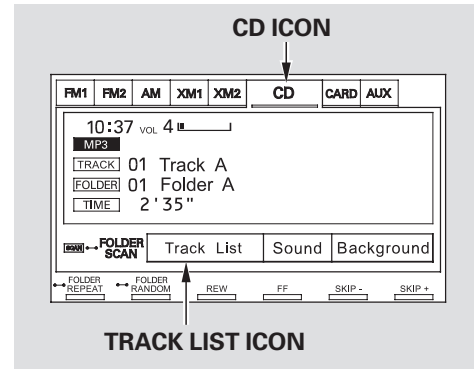 CD ICON
FM1 FM2 AM XM1 XM2 CD CARD AUX
10:37 VOL 4
MP3
TRACK 01 Track A
FOLDER 01 Folder A
TIME 2'35"
SCAN FOLDER SCAN Track List Sound Background
FOLDER REPEAT FOLDER RANDOM REW FF SKIP - SKIP +
TRACK LIST ICON